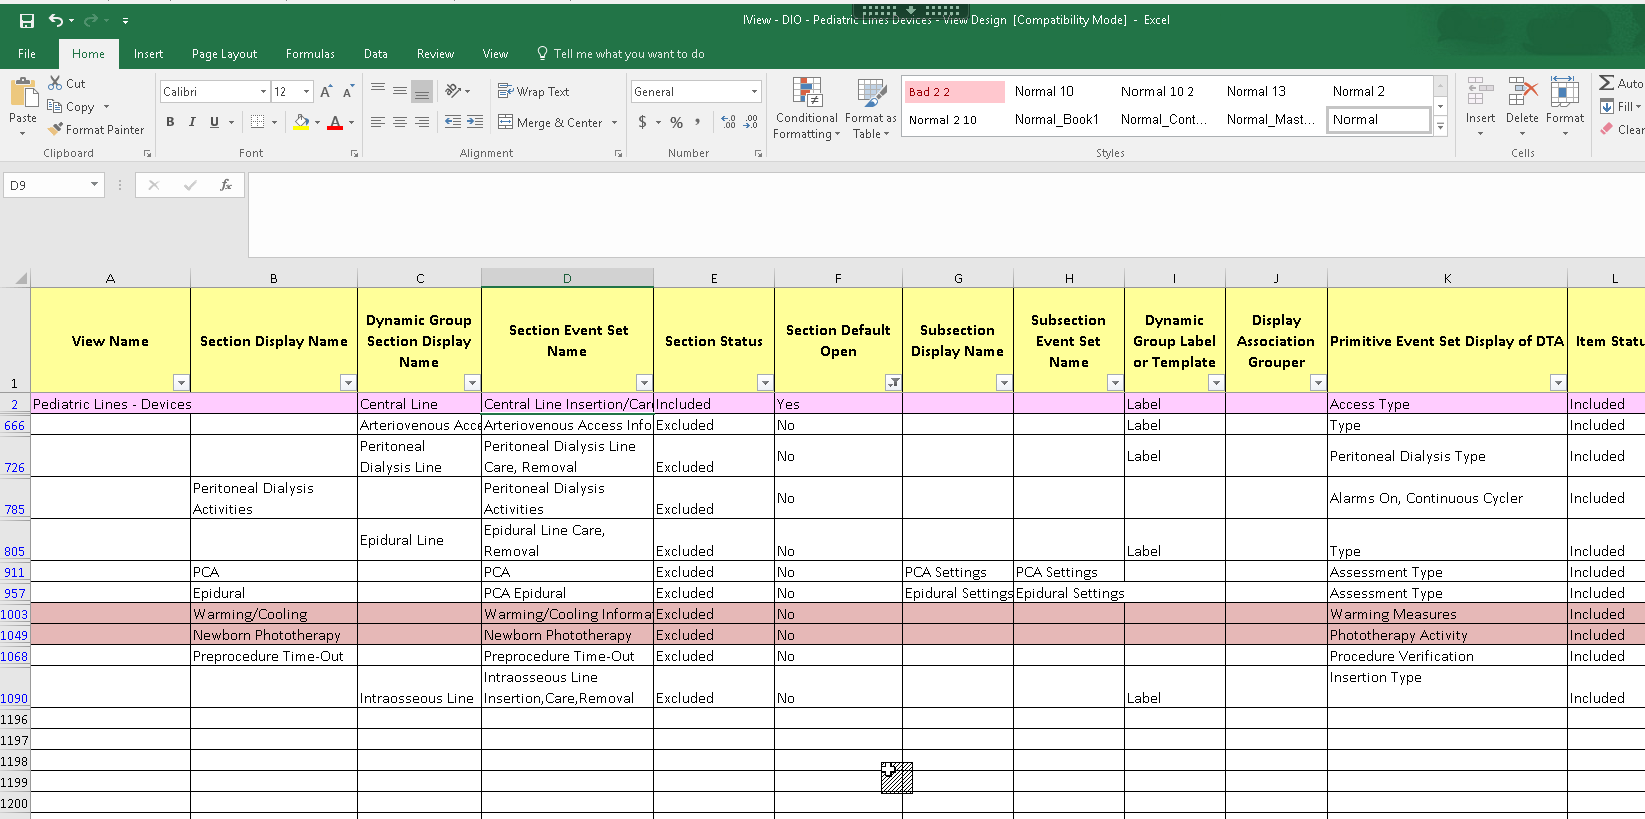 IView - DIO - Pediatric Lines Devices - View Design [Compatibility Mode] - Excel
File Home Insert Page Layout Formulas Data Review View Tell me what you want to do
Cut
Copy
Format Painter
Paste
Clipboard
Calibri 12
B I U
Font
Wrap Text
Merge & Center
Alignment
General
$ % ,
Number
Conditional Formatting
Format as Table
Bad 2 2 Normal 10 Normal 10 2 Normal 13 Normal 2
Normal 2 10 Normal_Book1 Normal_Cont... Normal_Mast... Normal
Styles
Insert Delete Format
Cells
Auto
Fill
Clear
D9 fx
A B C D E F G H I J K L
1 View Name Section Display Name Dynamic Group Section Display Name Section Event Set Name Section Status Section Default Open Subsection Display Name Subsection Event Set Name Dynamic Group Label or Template Display Association Grouper Primitive Event Set Display of DTA Item Statu
2 Pediatric Lines - Devices Central Line Central Line Insertion/Care Included Yes Label Access Type Included
666 Arteriovenous Acce Arteriovenous Access Info Excluded No Label Type Included
726 Peritoneal Dialysis Line Peritoneal Dialysis Line Care, Removal Excluded No Label Peritoneal Dialysis Type Included
785 Peritoneal Dialysis Activities Peritoneal Dialysis Activities Excluded No Alarms On, Continuous Cycler Included
805 Epidural Line Epidural Line Care, Removal Excluded No Label Type Included
911 PCA PCA Excluded No PCA Settings PCA Settings Assessment Type Included
957 Epidural PCA Epidural Excluded No Epidural Settings Epidural Settings Assessment Type Included
1003 Warming/Cooling Warming/Cooling Informa Excluded No Warming Measures Included
1049 Newborn Phototherapy Newborn Phototherapy Excluded No Phototherapy Activity Included
1068 Preprocedure Time-Out Preprocedure Time-Out Excluded No Procedure Verification Included
1090 Intraosseous Line Intraosseous Line Insertion,Care,Removal Excluded No Label Insertion Type Included
1196
1197
1198
1199
1200